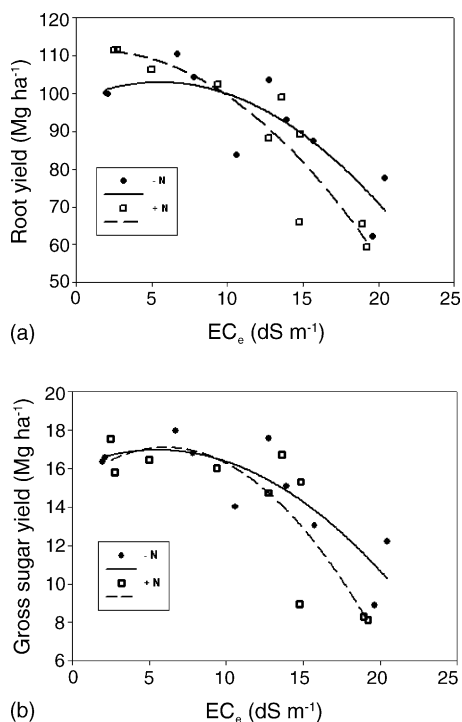 120
110
100
90
80
70
60
50
Root yield (Mg ha⁻¹)
- N
+ N
0 5 10 15 20 25
ECₑ (dS m⁻¹)
(a)
18
16
14
12
10
8
6
Gross sugar yield (Mg ha⁻¹)
- N
+ N
0 5 10 15 20 25
ECₑ (dS m⁻¹)
(b)